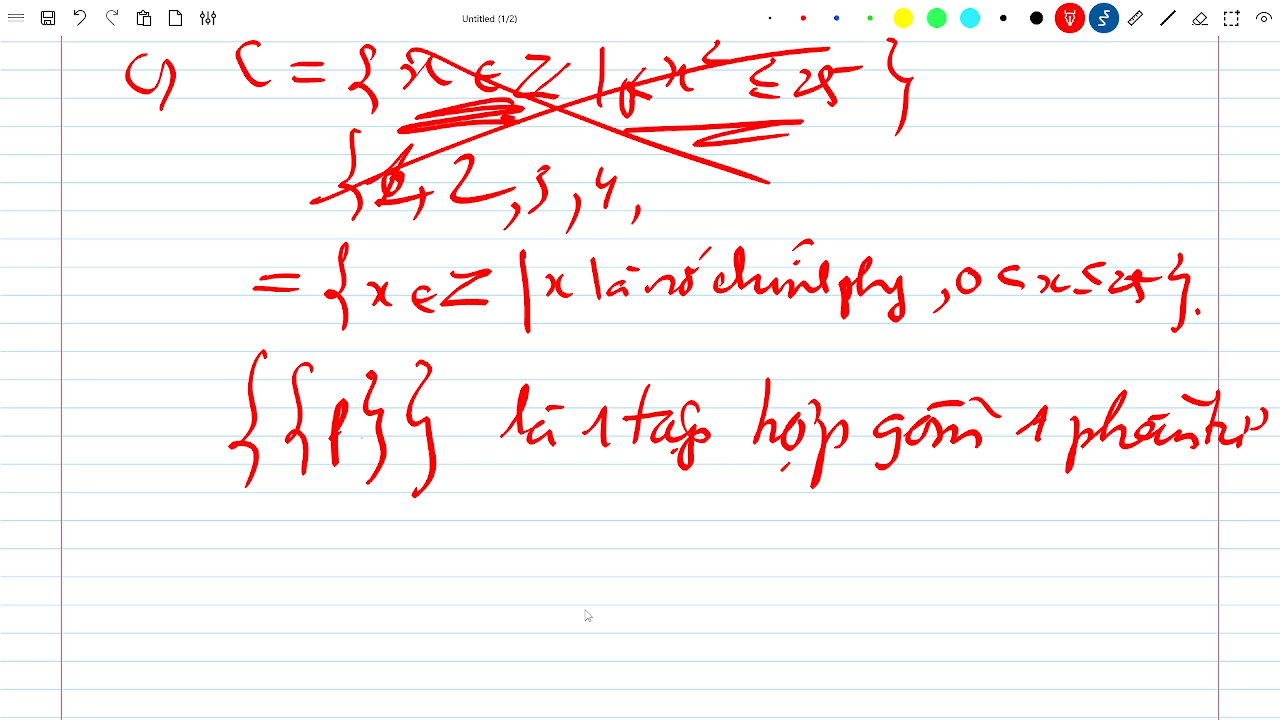 Untitled (1/2)
c) C = { x ∈ Z | x² ≤ 25 }
{ 2, 3, 4,
= { x ∈ Z | x là số chính phg , 0 < x ≤ 25 }.
{ { 1 } } là 1 tập hợp gồm 1 phần tử